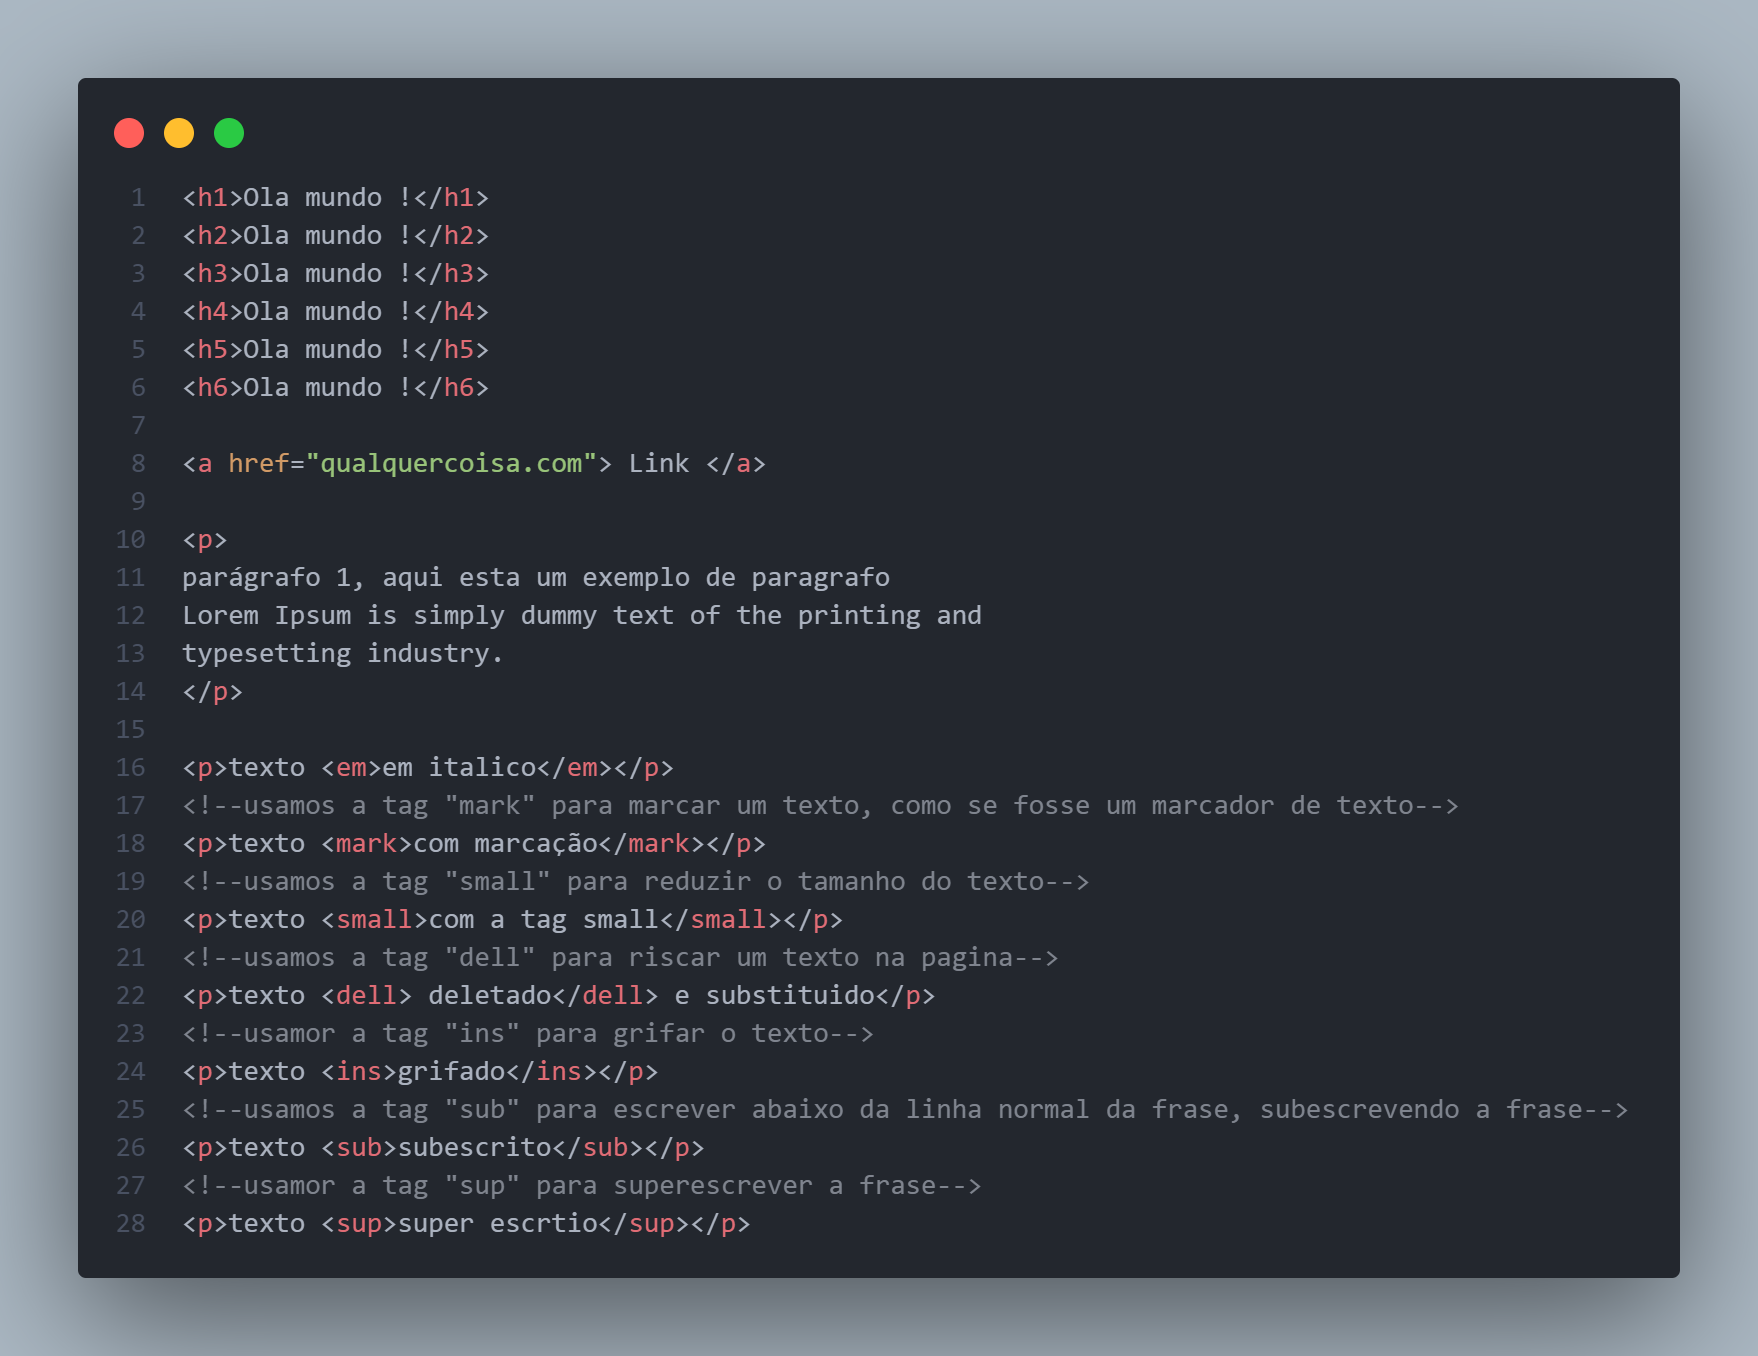 1 <h1>Ola mundo !</h1>
2 <h2>Ola mundo !</h2>
3 <h3>Ola mundo !</h3>
4 <h4>Ola mundo !</h4>
5 <h5>Ola mundo !</h5>
6 <h6>Ola mundo !</h6>
7
8 <a href="qualquercoisa.com"> Link </a>
9
10 <p>
11 parágrafo 1, aqui esta um exemplo de paragrafo
12 Lorem Ipsum is simply dummy text of the printing and
13 typesetting industry.
14 </p>
15
16 <p>texto <em>em italico</em></p>
17 <!--usamos a tag "mark" para marcar um texto, como se fosse um marcador de texto-->
18 <p>texto <mark>com marcação</mark></p>
19 <!--usamos a tag "small" para reduzir o tamanho do texto-->
20 <p>texto <small>com a tag small</small></p>
21 <!--usamos a tag "dell" para riscar um texto na pagina-->
22 <p>texto <dell> deletado</dell> e substituido</p>
23 <!--usamor a tag "ins" para grifar o texto-->
24 <p>texto <ins>grifado</ins></p>
25 <!--usamos a tag "sub" para escrever abaixo da linha normal da frase, subescrevendo a frase-->
26 <p>texto <sub>subescrito</sub></p>
27 <!--usamor a tag "sup" para superescrever a frase-->
28 <p>texto <sup>super escrtio</sup></p>